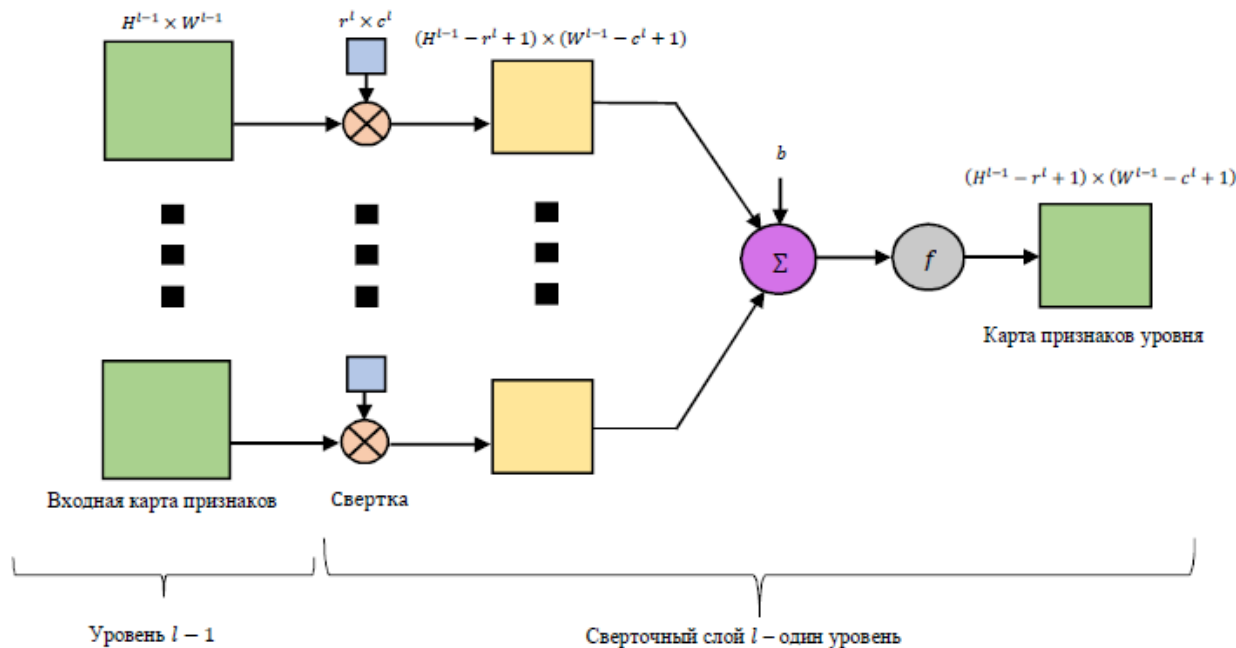 H^{l-1} × W^{l-1}
r^l × c^l
(H^{l-1} − r^l + 1) × (W^{l-1} − c^l + 1)
b
(H^{l-1} − r^l + 1) × (W^{l-1} − c^l + 1)
Σ
f
Карта признаков уровня
Входная карта признаков
Свертка
Уровень l − 1
Сверточный слой l – один уровень